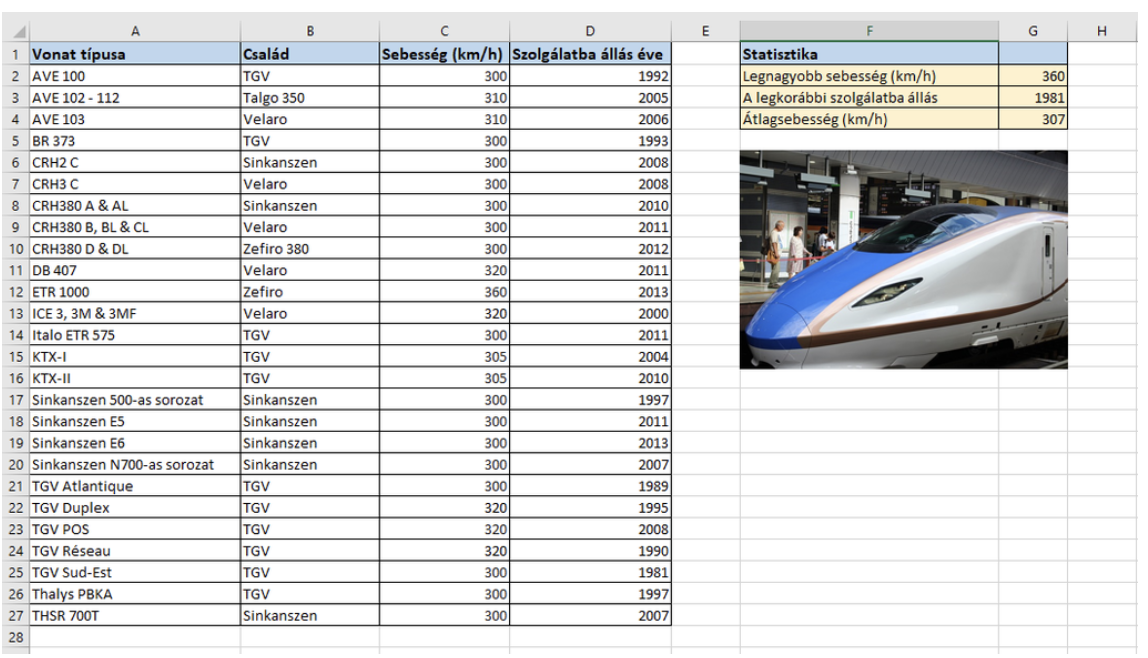 A B C D E F G H
1 Vonat típusa Család Sebesség (km/h) Szolgálatba állás éve Statisztika
2 AVE 100 TGV 300 1992 Legnagyobb sebesség (km/h) 360
3 AVE 102 - 112 Talgo 350 310 2005 A legkorábbi szolgálatba állás 1981
4 AVE 103 Velaro 310 2006 Átlagsebesség (km/h) 307
5 BR 373 TGV 300 1993
6 CRH2 C Sinkanszen 300 2008
7 CRH3 C Velaro 300 2008
8 CRH380 A & AL Sinkanszen 300 2010
9 CRH380 B, BL & CL Velaro 300 2011
10 CRH380 D & DL Zefiro 380 300 2012
11 DB 407 Velaro 320 2011
12 ETR 1000 Zefiro 360 2013
13 ICE 3, 3M & 3MF Velaro 320 2000
14 Italo ETR 575 TGV 300 2011
15 KTX-I TGV 305 2004
16 KTX-II TGV 305 2010
17 Sinkanszen 500-as sorozat Sinkanszen 300 1997
18 Sinkanszen E5 Sinkanszen 300 2011
19 Sinkanszen E6 Sinkanszen 300 2013
20 Sinkanszen N700-as sorozat Sinkanszen 300 2007
21 TGV Atlantique TGV 300 1989
22 TGV Duplex TGV 320 1995
23 TGV POS TGV 320 2008
24 TGV Réseau TGV 320 1990
25 TGV Sud-Est TGV 300 1981
26 Thalys PBKA TGV 300 1997
27 THSR 700T Sinkanszen 300 2007
28